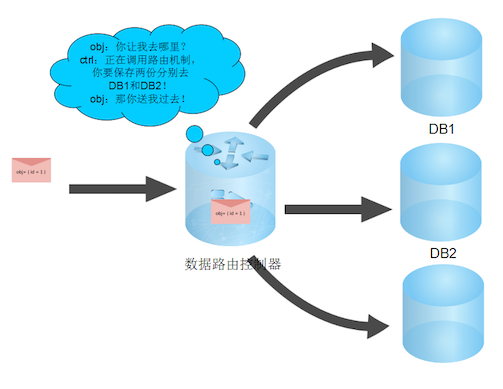 obj：你让我去哪里？
ctrl：正在调用路由机制，
你要保存两份分别去
DB1和DB2！
obj：那你送我过去！
DB1
obj= ( id = 1 )
obj= ( id = 1 )
DB2
数据路由控制器